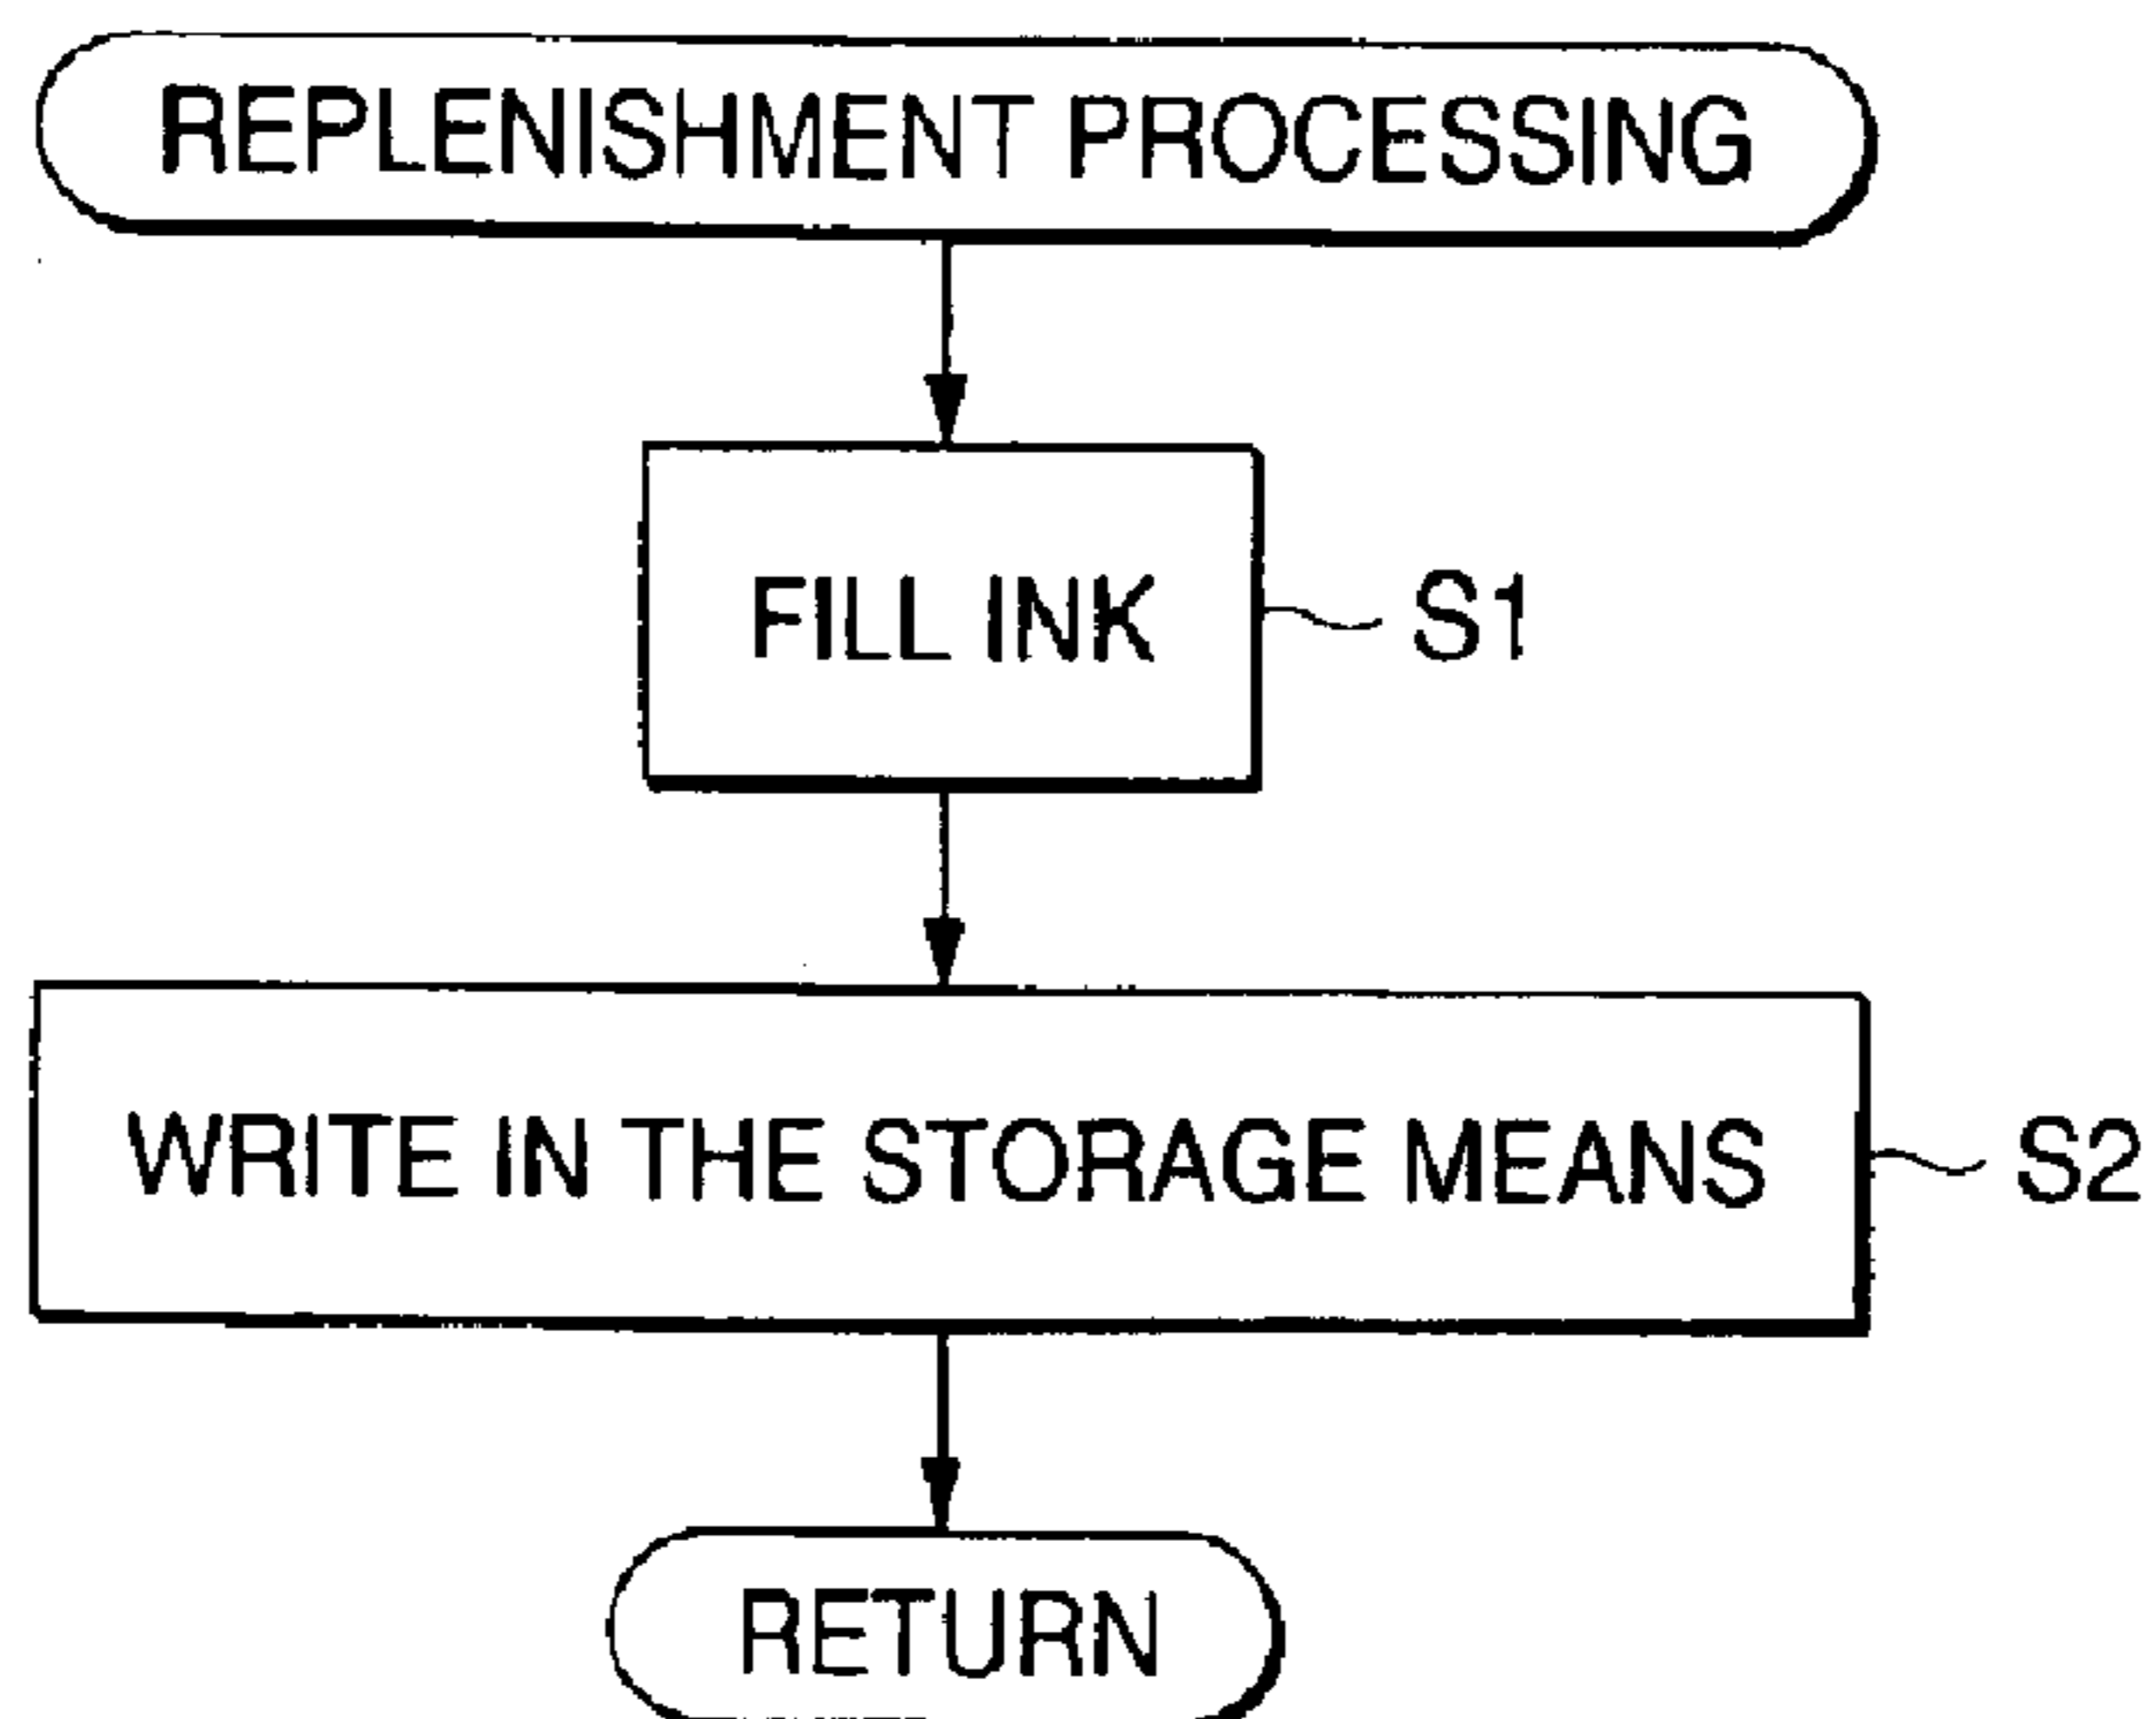 REPLENISHMENT PROCESSING
FILL INK
S1
WRITE IN THE STORAGE MEANS
S2
RETURN